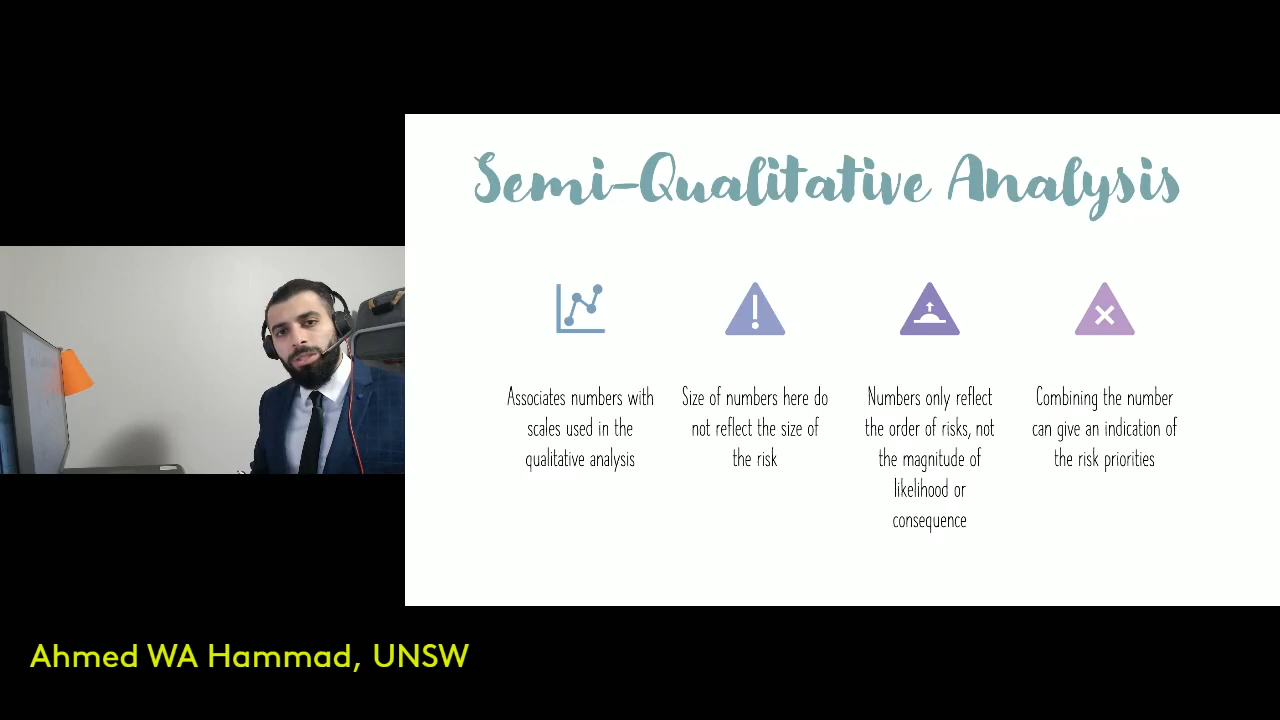 Semi-Qualitative Analysis
Associates numbers with
scales used in the
qualitative analysis
Size of numbers here do
not reflect the size of
the risk
Numbers only reflect
the order of risks, not
the magnitude of
likelihood or
consequence
Combining the number
can give an indication of
the risk priorities
Ahmed WA Hammad, UNSW